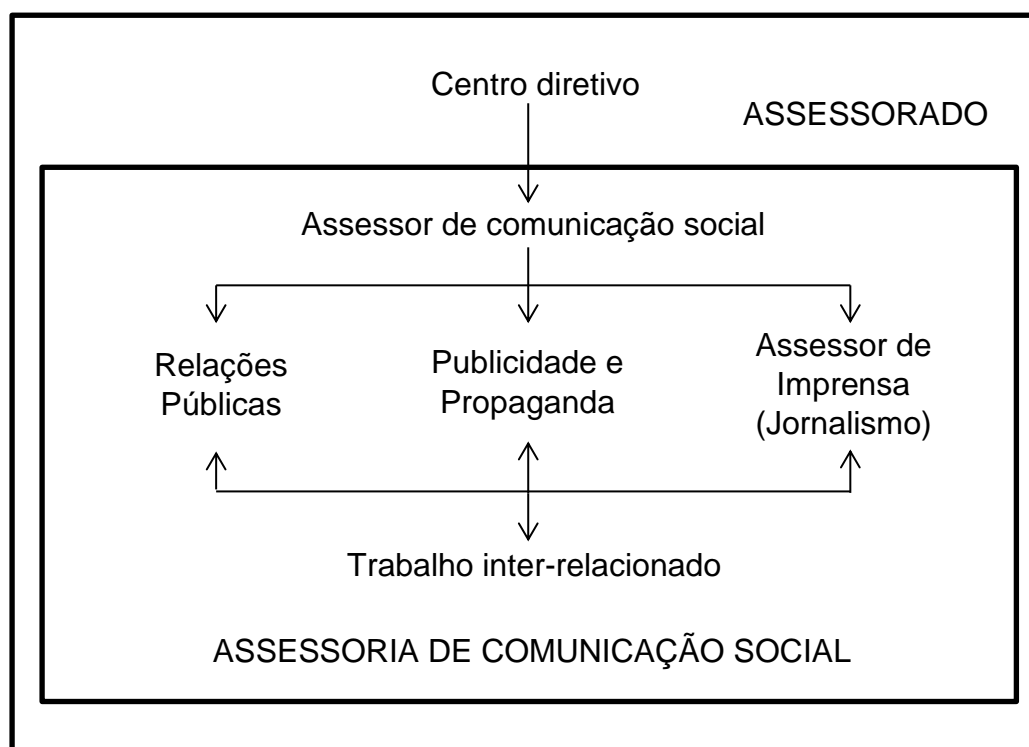 Centro diretivo
ASSESSORADO
Assessor de comunicação social
Relações
Públicas
Publicidade e
Propaganda
Assessor de
Imprensa
(Jornalismo)
Trabalho inter-relacionado
ASSESSORIA DE COMUNICAÇÃO SOCIAL